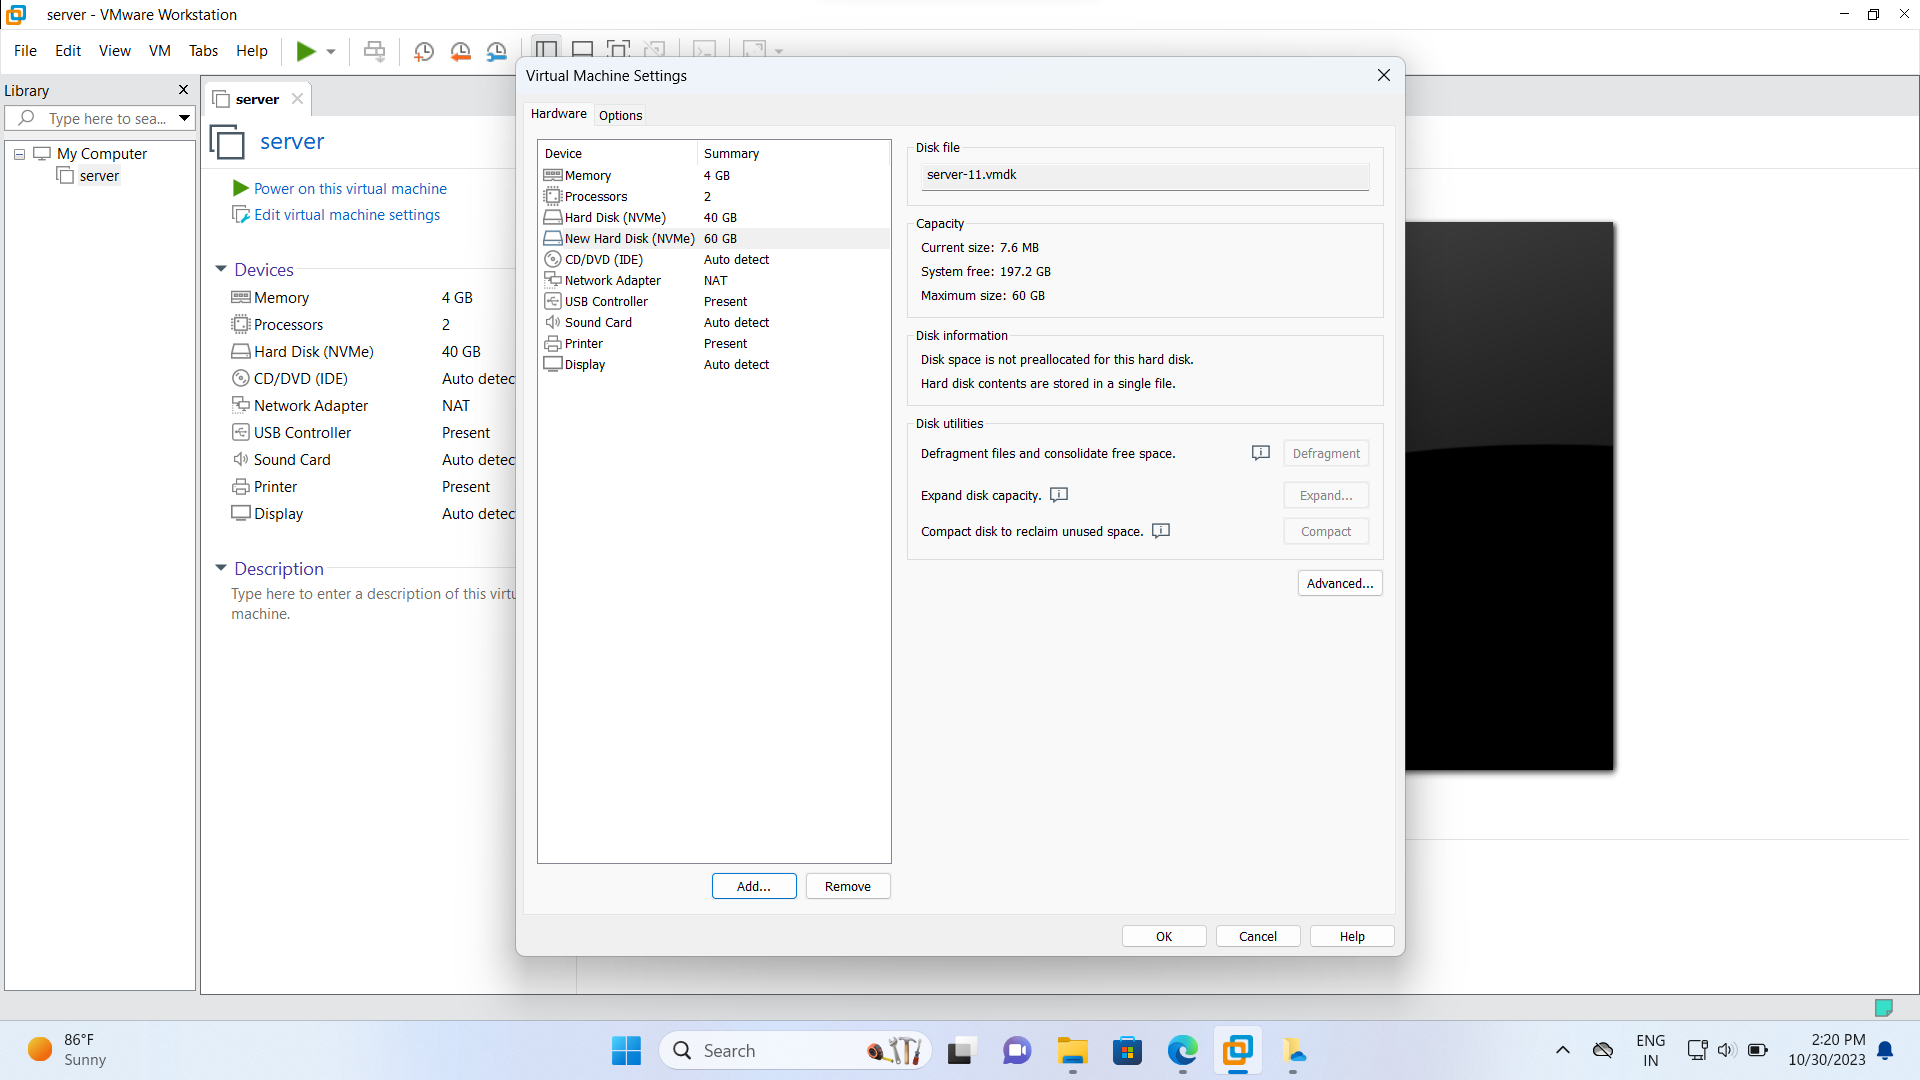 server - VMware Workstation
File Edit View VM Tabs Help
Library
Type here to sea...
My Computer
server
server
server
Power on this virtual machine
Edit virtual machine settings
Devices
Memory 4 GB
Processors 2
Hard Disk (NVMe) 40 GB
CD/DVD (IDE) Auto detec
Network Adapter NAT
USB Controller Present
Sound Card Auto detec
Printer Present
Display Auto detec
Description
Type here to enter a description of this virtu
machine.
Virtual Machine Settings
Hardware Options
Device Summary
Memory 4 GB
Processors 2
Hard Disk (NVMe) 40 GB
New Hard Disk (NVMe) 60 GB
CD/DVD (IDE) Auto detect
Network Adapter NAT
USB Controller Present
Sound Card Auto detect
Printer Present
Display Auto detect
Add... Remove
Disk file
server-11.vmdk
Capacity
Current size: 7.6 MB
System free: 197.2 GB
Maximum size: 60 GB
Disk information
Disk space is not preallocated for this hard disk.
Hard disk contents are stored in a single file.
Disk utilities
Defragment files and consolidate free space. Defragment
Expand disk capacity. Expand...
Compact disk to reclaim unused space. Compact
Advanced...
OK Cancel Help
86°F
Sunny
Search
ENG
IN
2:20 PM
10/30/2023